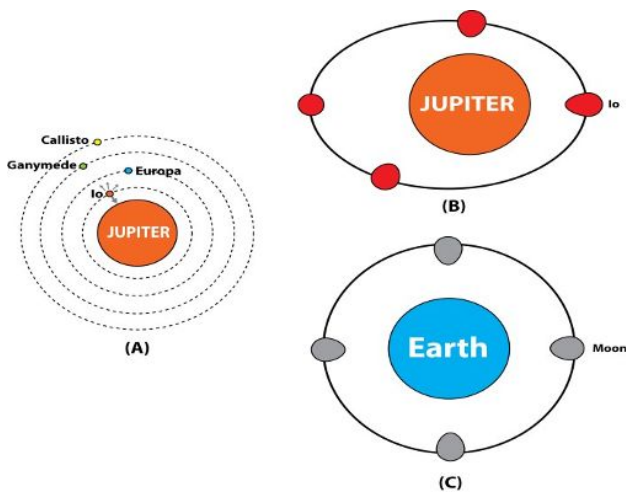 Callisto
Ganymede
Europa
Io
JUPITER
(A)
JUPITER
Io
(B)
Earth
Moon
(C)